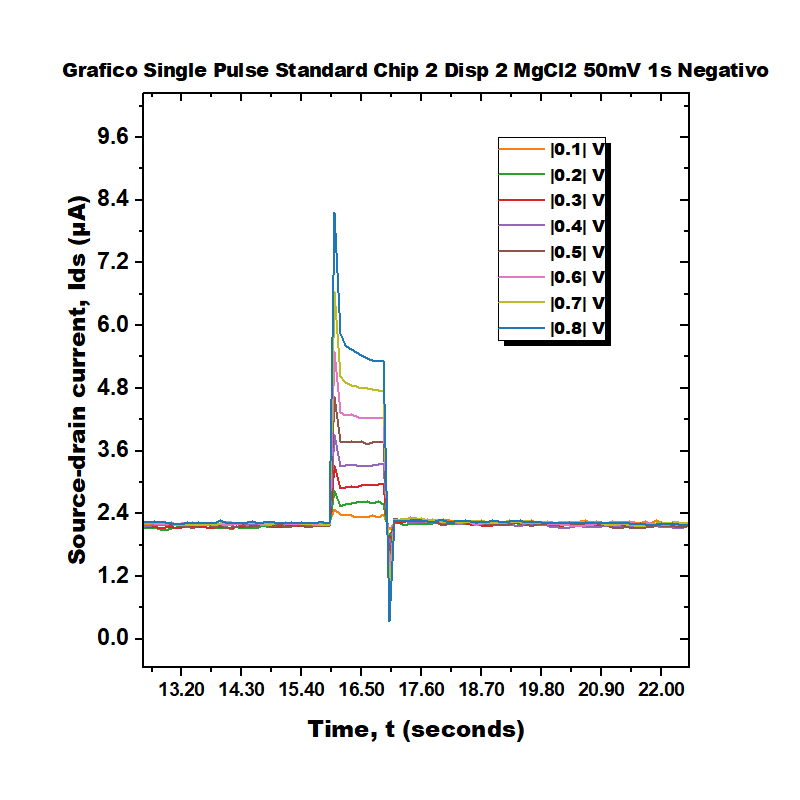 Grafico Single Pulse Standard Chip 2 Disp 2 MgCl2 50mV 1s Negativo
9.6
8.4
7.2
6.0
4.8
3.6
2.4
1.2
0.0
Source-drain current, Ids (µA)
|0.1| V
|0.2| V
|0.3| V
|0.4| V
|0.5| V
|0.6| V
|0.7| V
|0.8| V
13.20 14.30 15.40 16.50 17.60 18.70 19.80 20.90 22.00
Time, t (seconds)